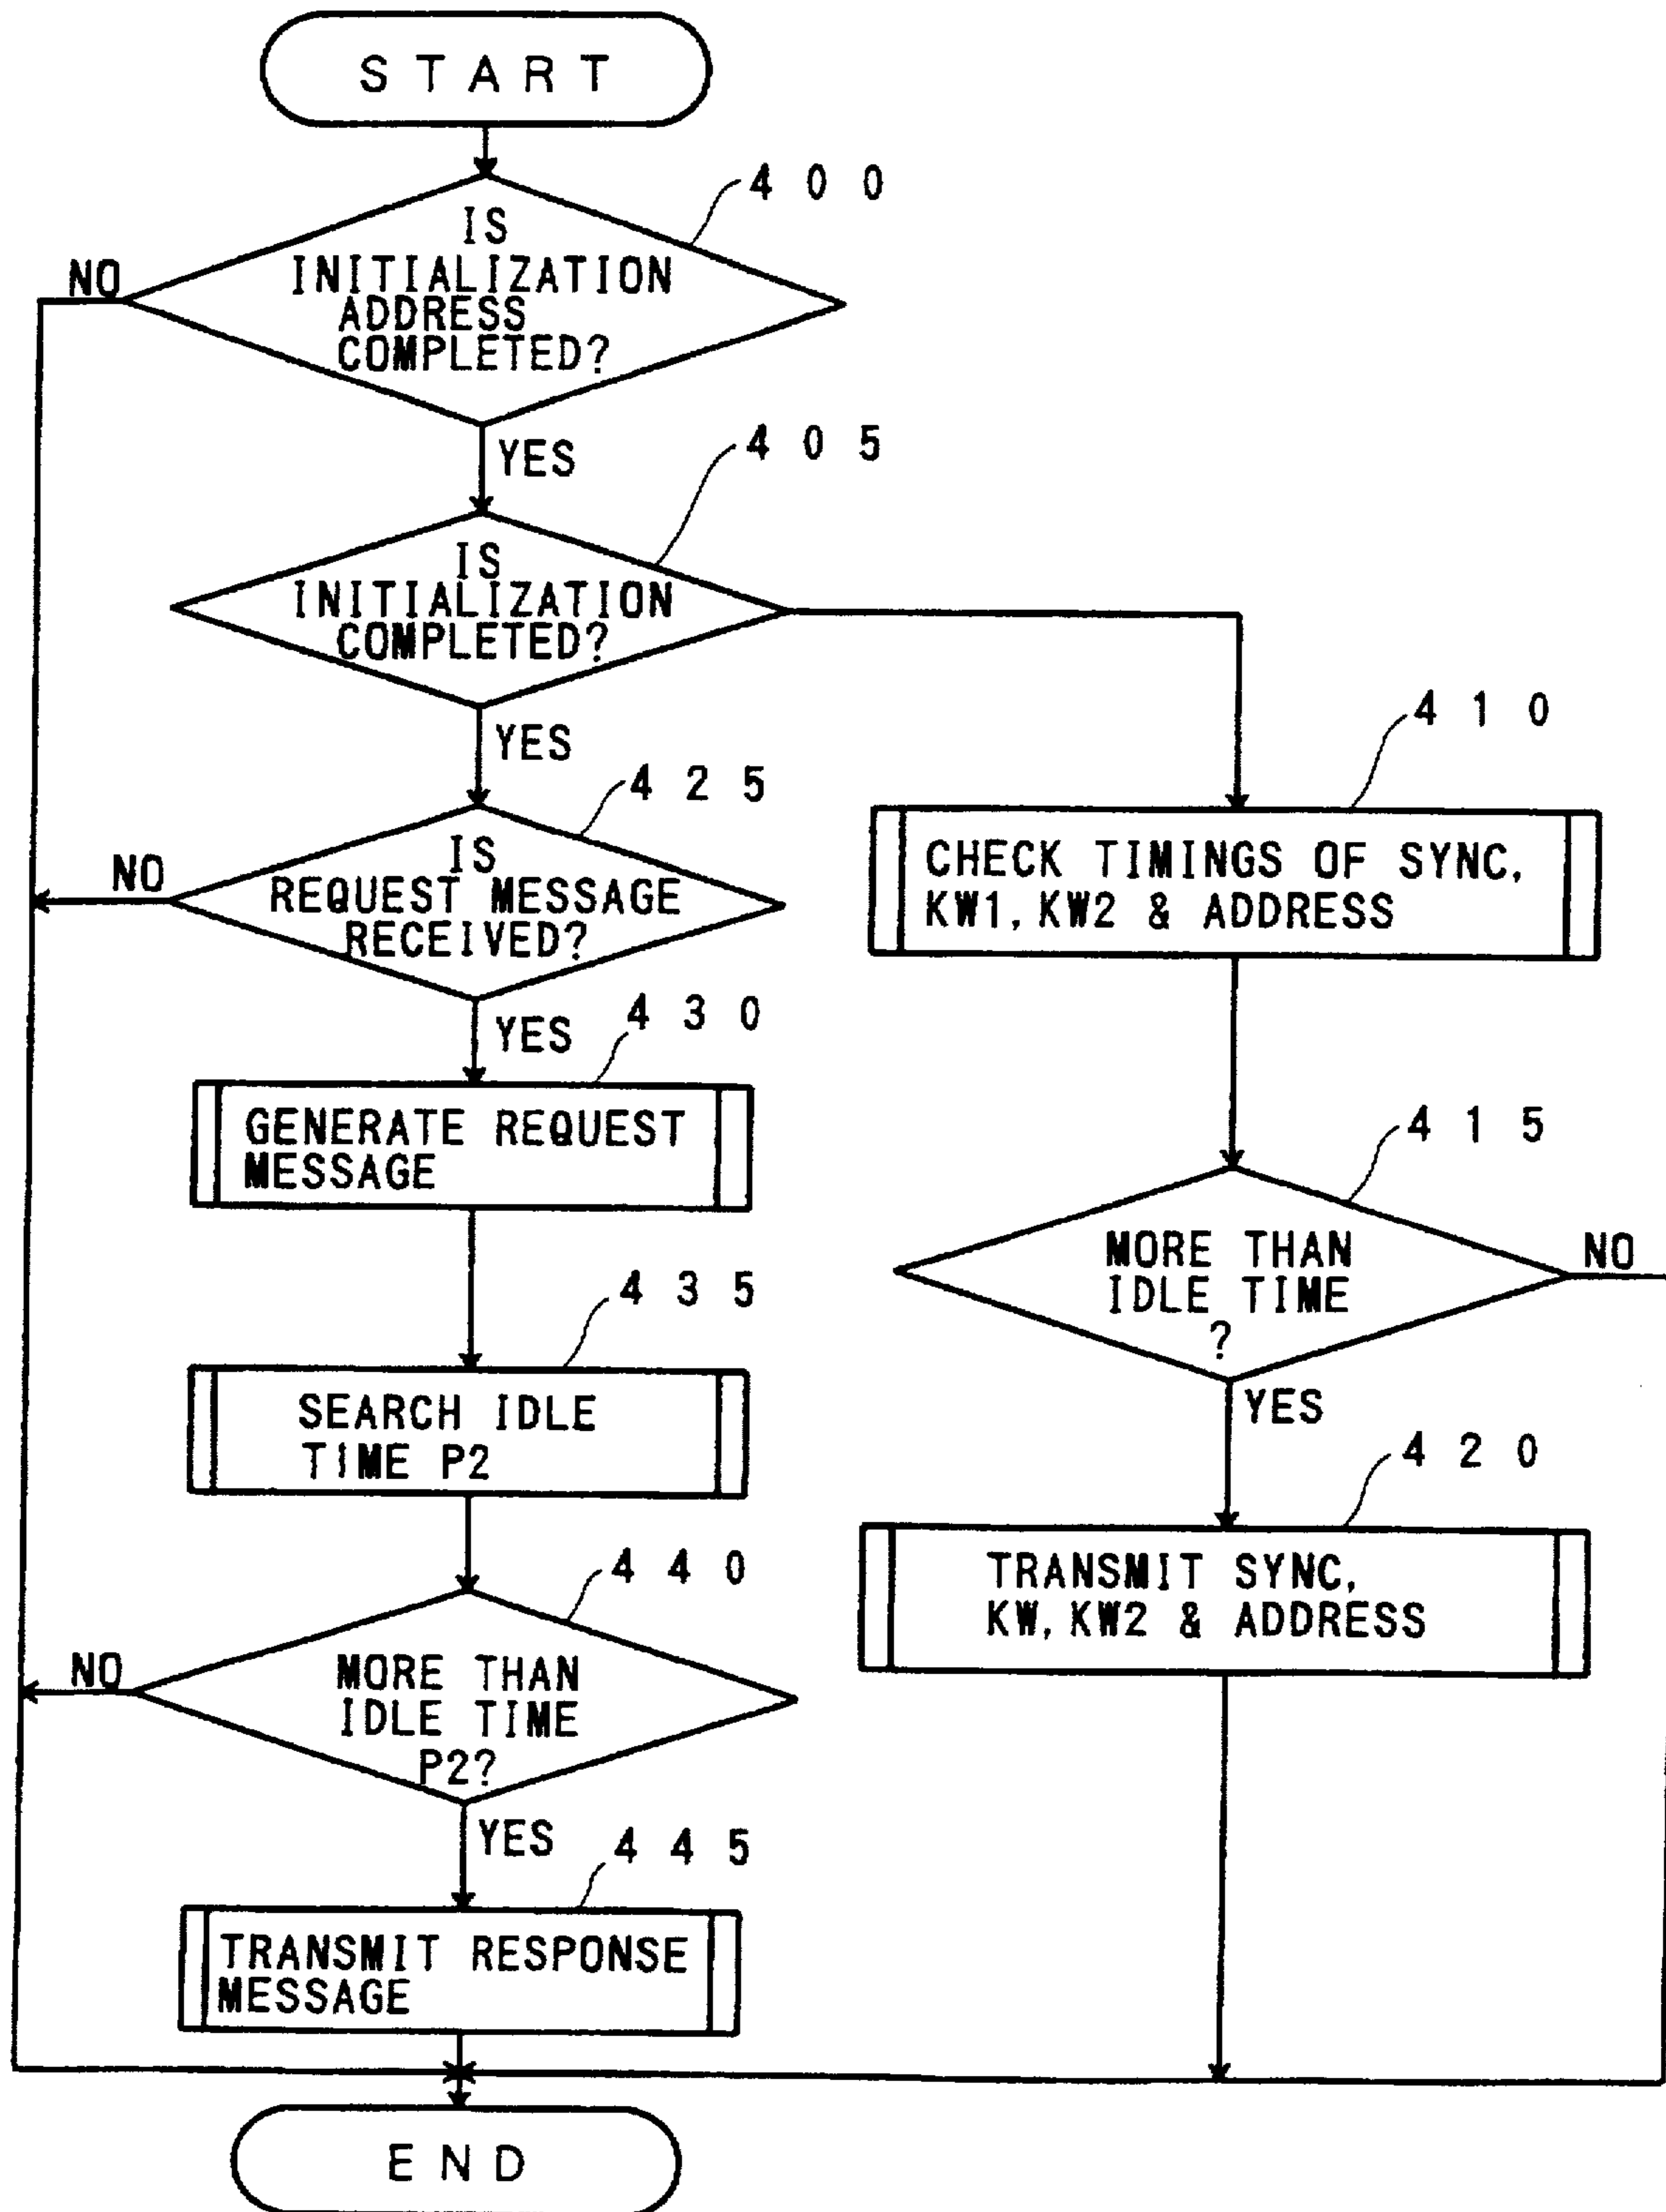 START
400
IS
INITIALIZATION
ADDRESS
COMPLETED?
NO
YES
405
IS
INITIALIZATION
COMPLETED?
YES
410
CHECK TIMINGS OF SYNC,
KW1, KW2 & ADDRESS
425
IS
REQUEST MESSAGE
RECEIVED?
NO
YES
430
GENERATE REQUEST
MESSAGE
415
MORE THAN
IDLE TIME
?
NO
YES
435
SEARCH IDLE
TIME P2
420
TRANSMIT SYNC,
KW, KW2 & ADDRESS
440
MORE THAN
IDLE TIME
P2?
NO
YES
445
TRANSMIT RESPONSE
MESSAGE
END